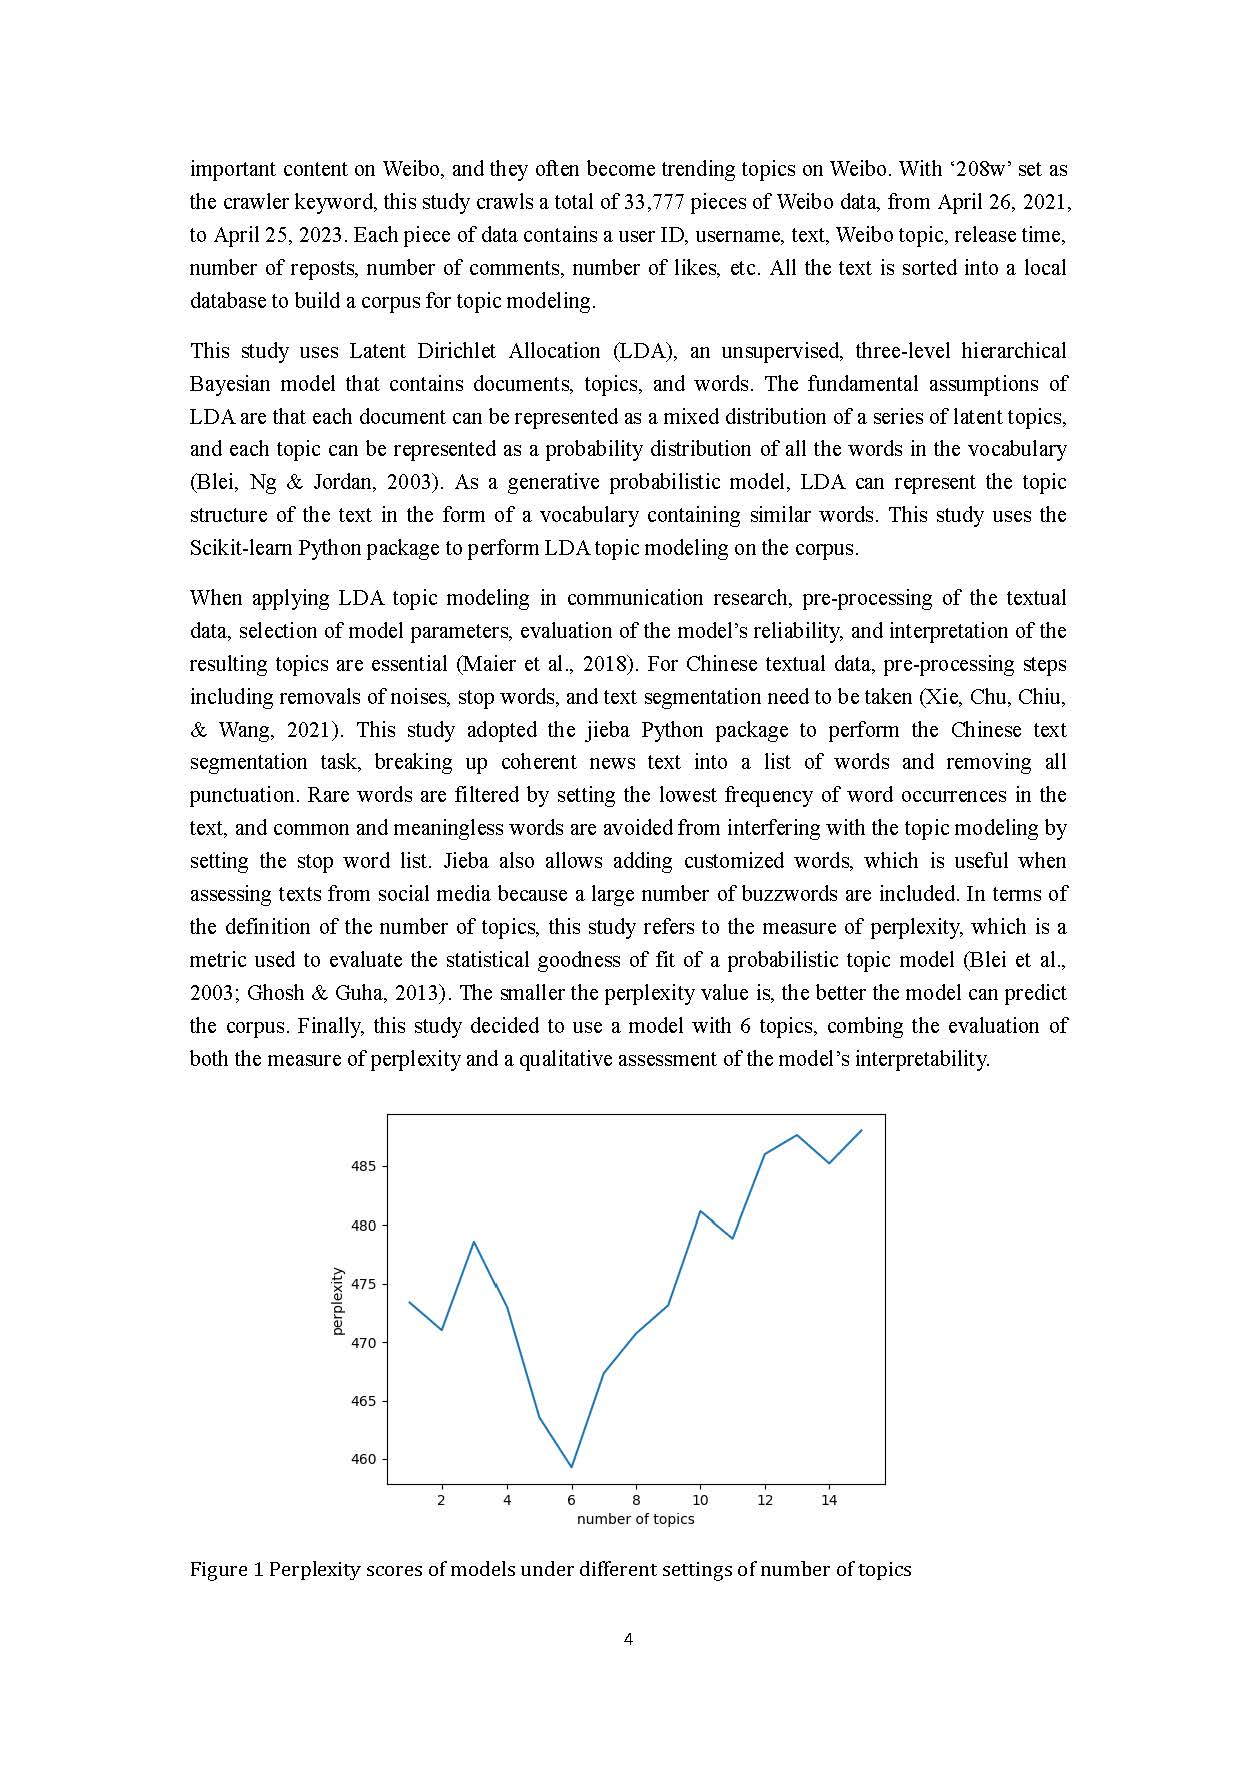 important content on Weibo, and they often become trending topics on Weibo. With ‘208w’ set as
the crawler keyword, this study crawls a total of 33,777 pieces of Weibo data, from April 26, 2021,
to April 25, 2023. Each piece of data contains a user ID, username, text, Weibo topic, release time,
number of reposts, number of comments, number of likes, etc. All the text is sorted into a local
database to build a corpus for topic modeling.
This study uses Latent Dirichlet Allocation (LDA), an unsupervised, three-level hierarchical
Bayesian model that contains documents, topics, and words. The fundamental assumptions of
LDA are that each document can be represented as a mixed distribution of a series of latent topics,
and each topic can be represented as a probability distribution of all the words in the vocabulary
(Blei, Ng & Jordan, 2003). As a generative probabilistic model, LDA can represent the topic
structure of the text in the form of a vocabulary containing similar words. This study uses the
Scikit-learn Python package to perform LDA topic modeling on the corpus.
When applying LDA topic modeling in communication research, pre-processing of the textual
data, selection of model parameters, evaluation of the model’s reliability, and interpretation of the
resulting topics are essential (Maier et al., 2018). For Chinese textual data, pre-processing steps
including removals of noises, stop words, and text segmentation need to be taken (Xie, Chu, Chiu,
& Wang, 2021). This study adopted the jieba Python package to perform the Chinese text
segmentation task, breaking up coherent news text into a list of words and removing all
punctuation. Rare words are filtered by setting the lowest frequency of word occurrences in the
text, and common and meaningless words are avoided from interfering with the topic modeling by
setting the stop word list. Jieba also allows adding customized words, which is useful when
assessing texts from social media because a large number of buzzwords are included. In terms of
the definition of the number of topics, this study refers to the measure of perplexity, which is a
metric used to evaluate the statistical goodness of fit of a probabilistic topic model (Blei et al.,
2003; Ghosh & Guha, 2013). The smaller the perplexity value is, the better the model can predict
the corpus. Finally, this study decided to use a model with 6 topics, combing the evaluation of
both the measure of perplexity and a qualitative assessment of the model’s interpretability.
485
480
475
470
465
460
perplexity
2 4 6 8 10 12 14
number of topics
Figure 1 Perplexity scores of models under different settings of number of topics
4